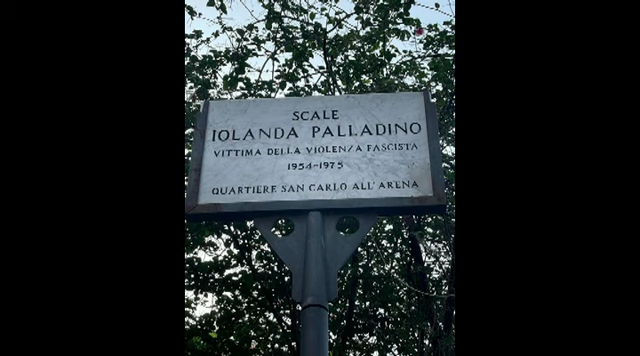 SCALE
IOLANDA PALLADINO
VITTIMA DELLA VIOLENZA FASCISTA
1954-1975
QUARTIERE SAN CARLO ALL'ARENA